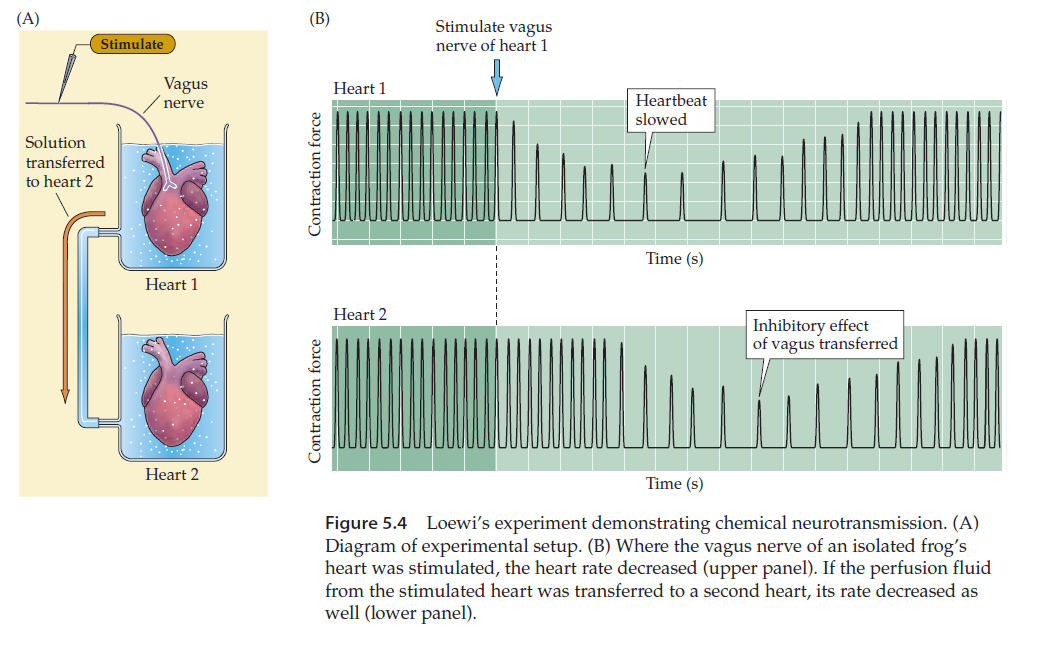 (A)
Stimulate
Vagus
nerve
Solution
transferred
to heart 2
Heart 1
Heart 2
(B)
Stimulate vagus
nerve of heart 1
Heart 1
Contraction force
Heartbeat
slowed
Time (s)
Heart 2
Contraction force
Inhibitory effect
of vagus transferred
Time (s)
Figure 5.4 Loewi’s experiment demonstrating chemical neurotransmission. (A)
Diagram of experimental setup. (B) Where the vagus nerve of an isolated frog’s
heart was stimulated, the heart rate decreased (upper panel). If the perfusion fluid
from the stimulated heart was transferred to a second heart, its rate decreased as
well (lower panel).